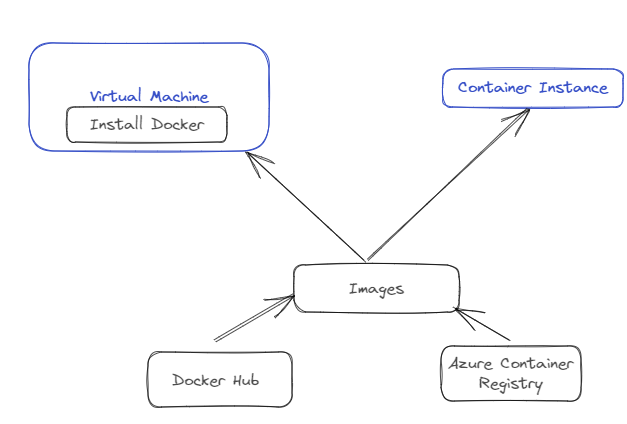 Virtual Machine
Install Docker
Container Instance
Images
Docker Hub
Azure Container
Registry